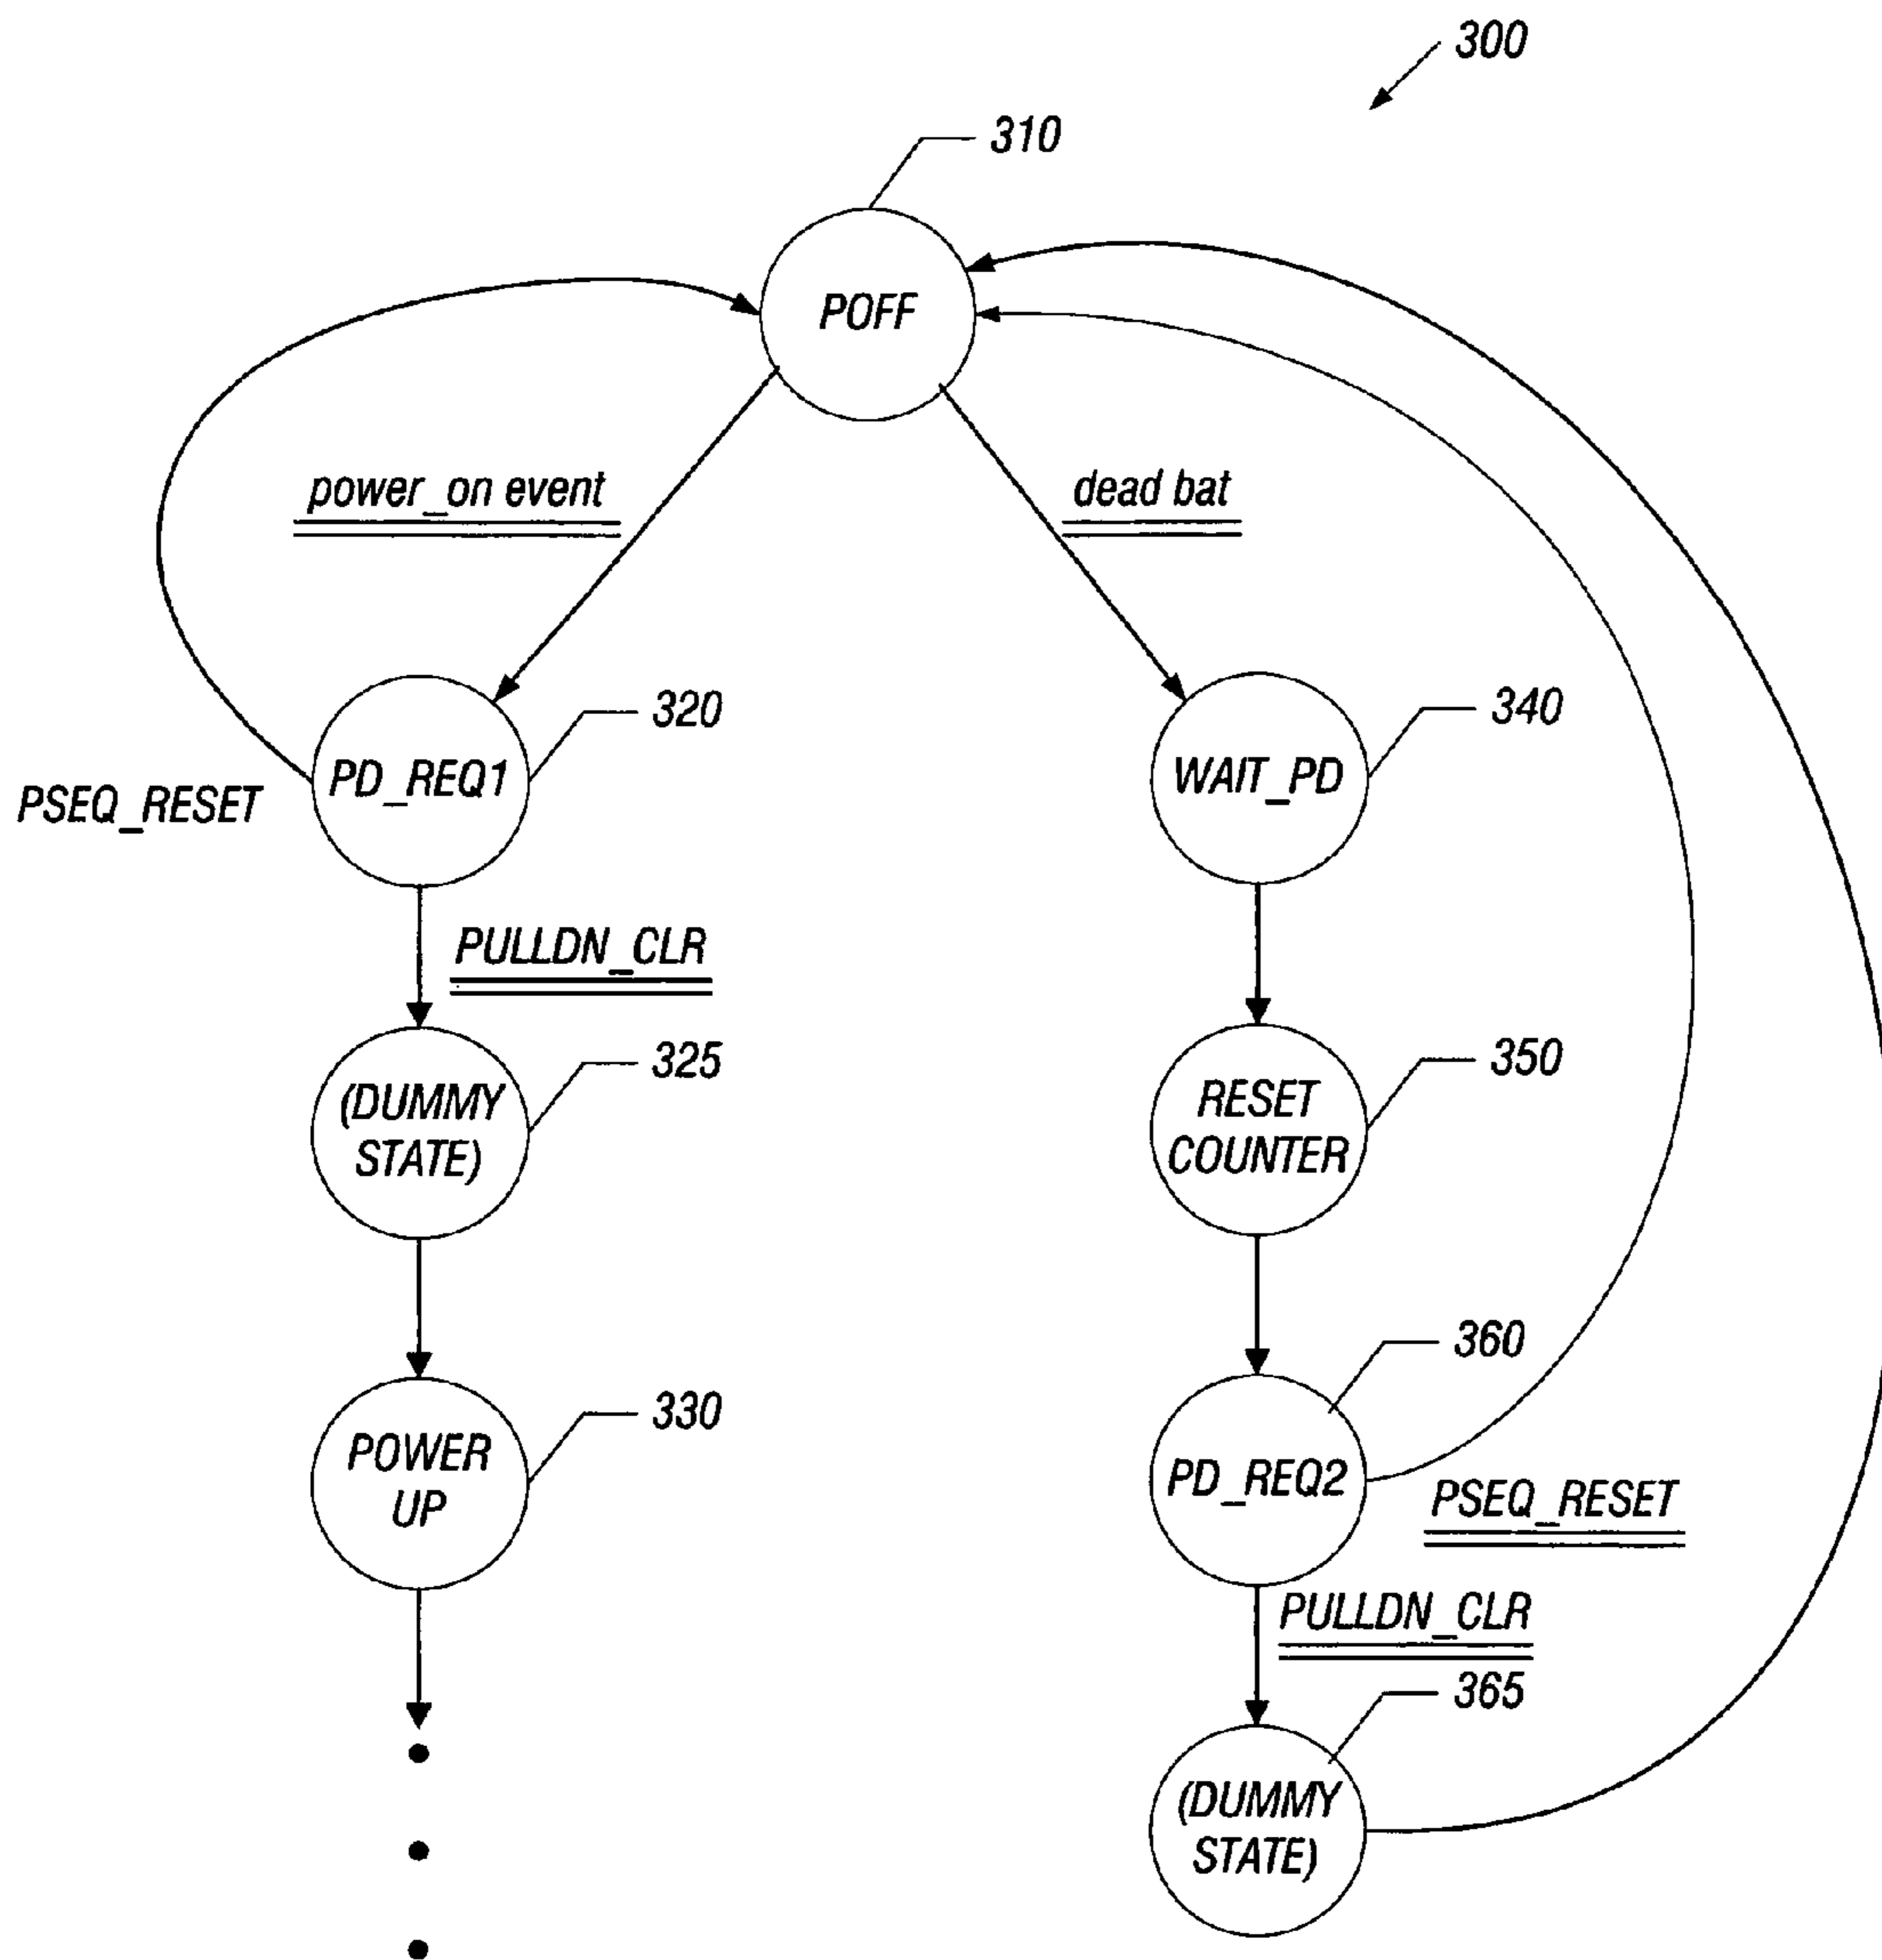 300
310
POFF
power_on event
dead bat
PD_REQ1
320
WAIT_PD
340
PSEQ_RESET
PULLDN_CLR
(DUMMY
STATE)
325
RESET
COUNTER
350
POWER
UP
330
PD_REQ2
360
PSEQ_RESET
PULLDN_CLR
365
(DUMMY
STATE)